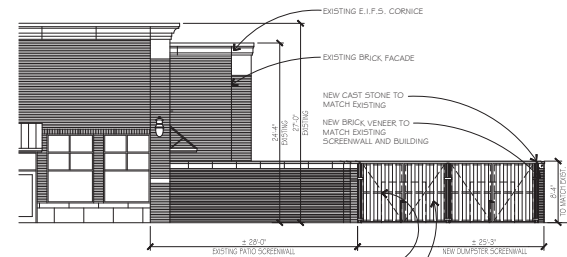 EXISTING E.I.F.S. CORNICE
EXISTING BRICK FACADE
NEW CAST STONE TO
MATCH EXISTING
NEW BRICK VENEER TO
MATCH EXISTING
SCREENWALL AND BUILDING
24'-4"
EXISTING
27'-0"
EXISTING
8'-4"
TO MATCH EXIST.
± 28'-0"
EXISTING PATIO SCREENWALL
± 25'-3"
NEW DUMPSTER SCREENWALL